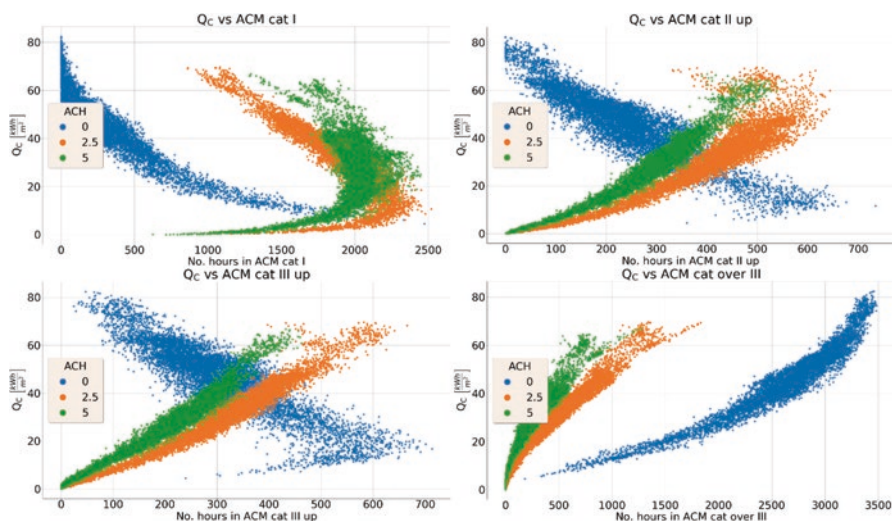 Q_C vs ACM cat I
80
60
40
20
0
Q_C [kWh/m²]
ACH
0
2.5
5
0 500 1000 1500 2000 2500
No. hours in ACM cat I
Q_C vs ACM cat II up
80
60
40
20
0
Q_C [kWh/m²]
ACH
0
2.5
5
0 100 200 300 400 500 600 700
No. hours in ACM cat II up
Q_C vs ACM cat III up
80
60
40
20
0
Q_C [kWh/m²]
ACH
0
2.5
5
0 100 200 300 400 500 600 700
No. hours in ACM cat III up
Q_C vs ACM cat over III
80
60
40
20
0
Q_C [kWh/m²]
ACH
0
2.5
5
0 500 1000 1500 2000 2500 3000 3500
No. hours in ACM cat over III